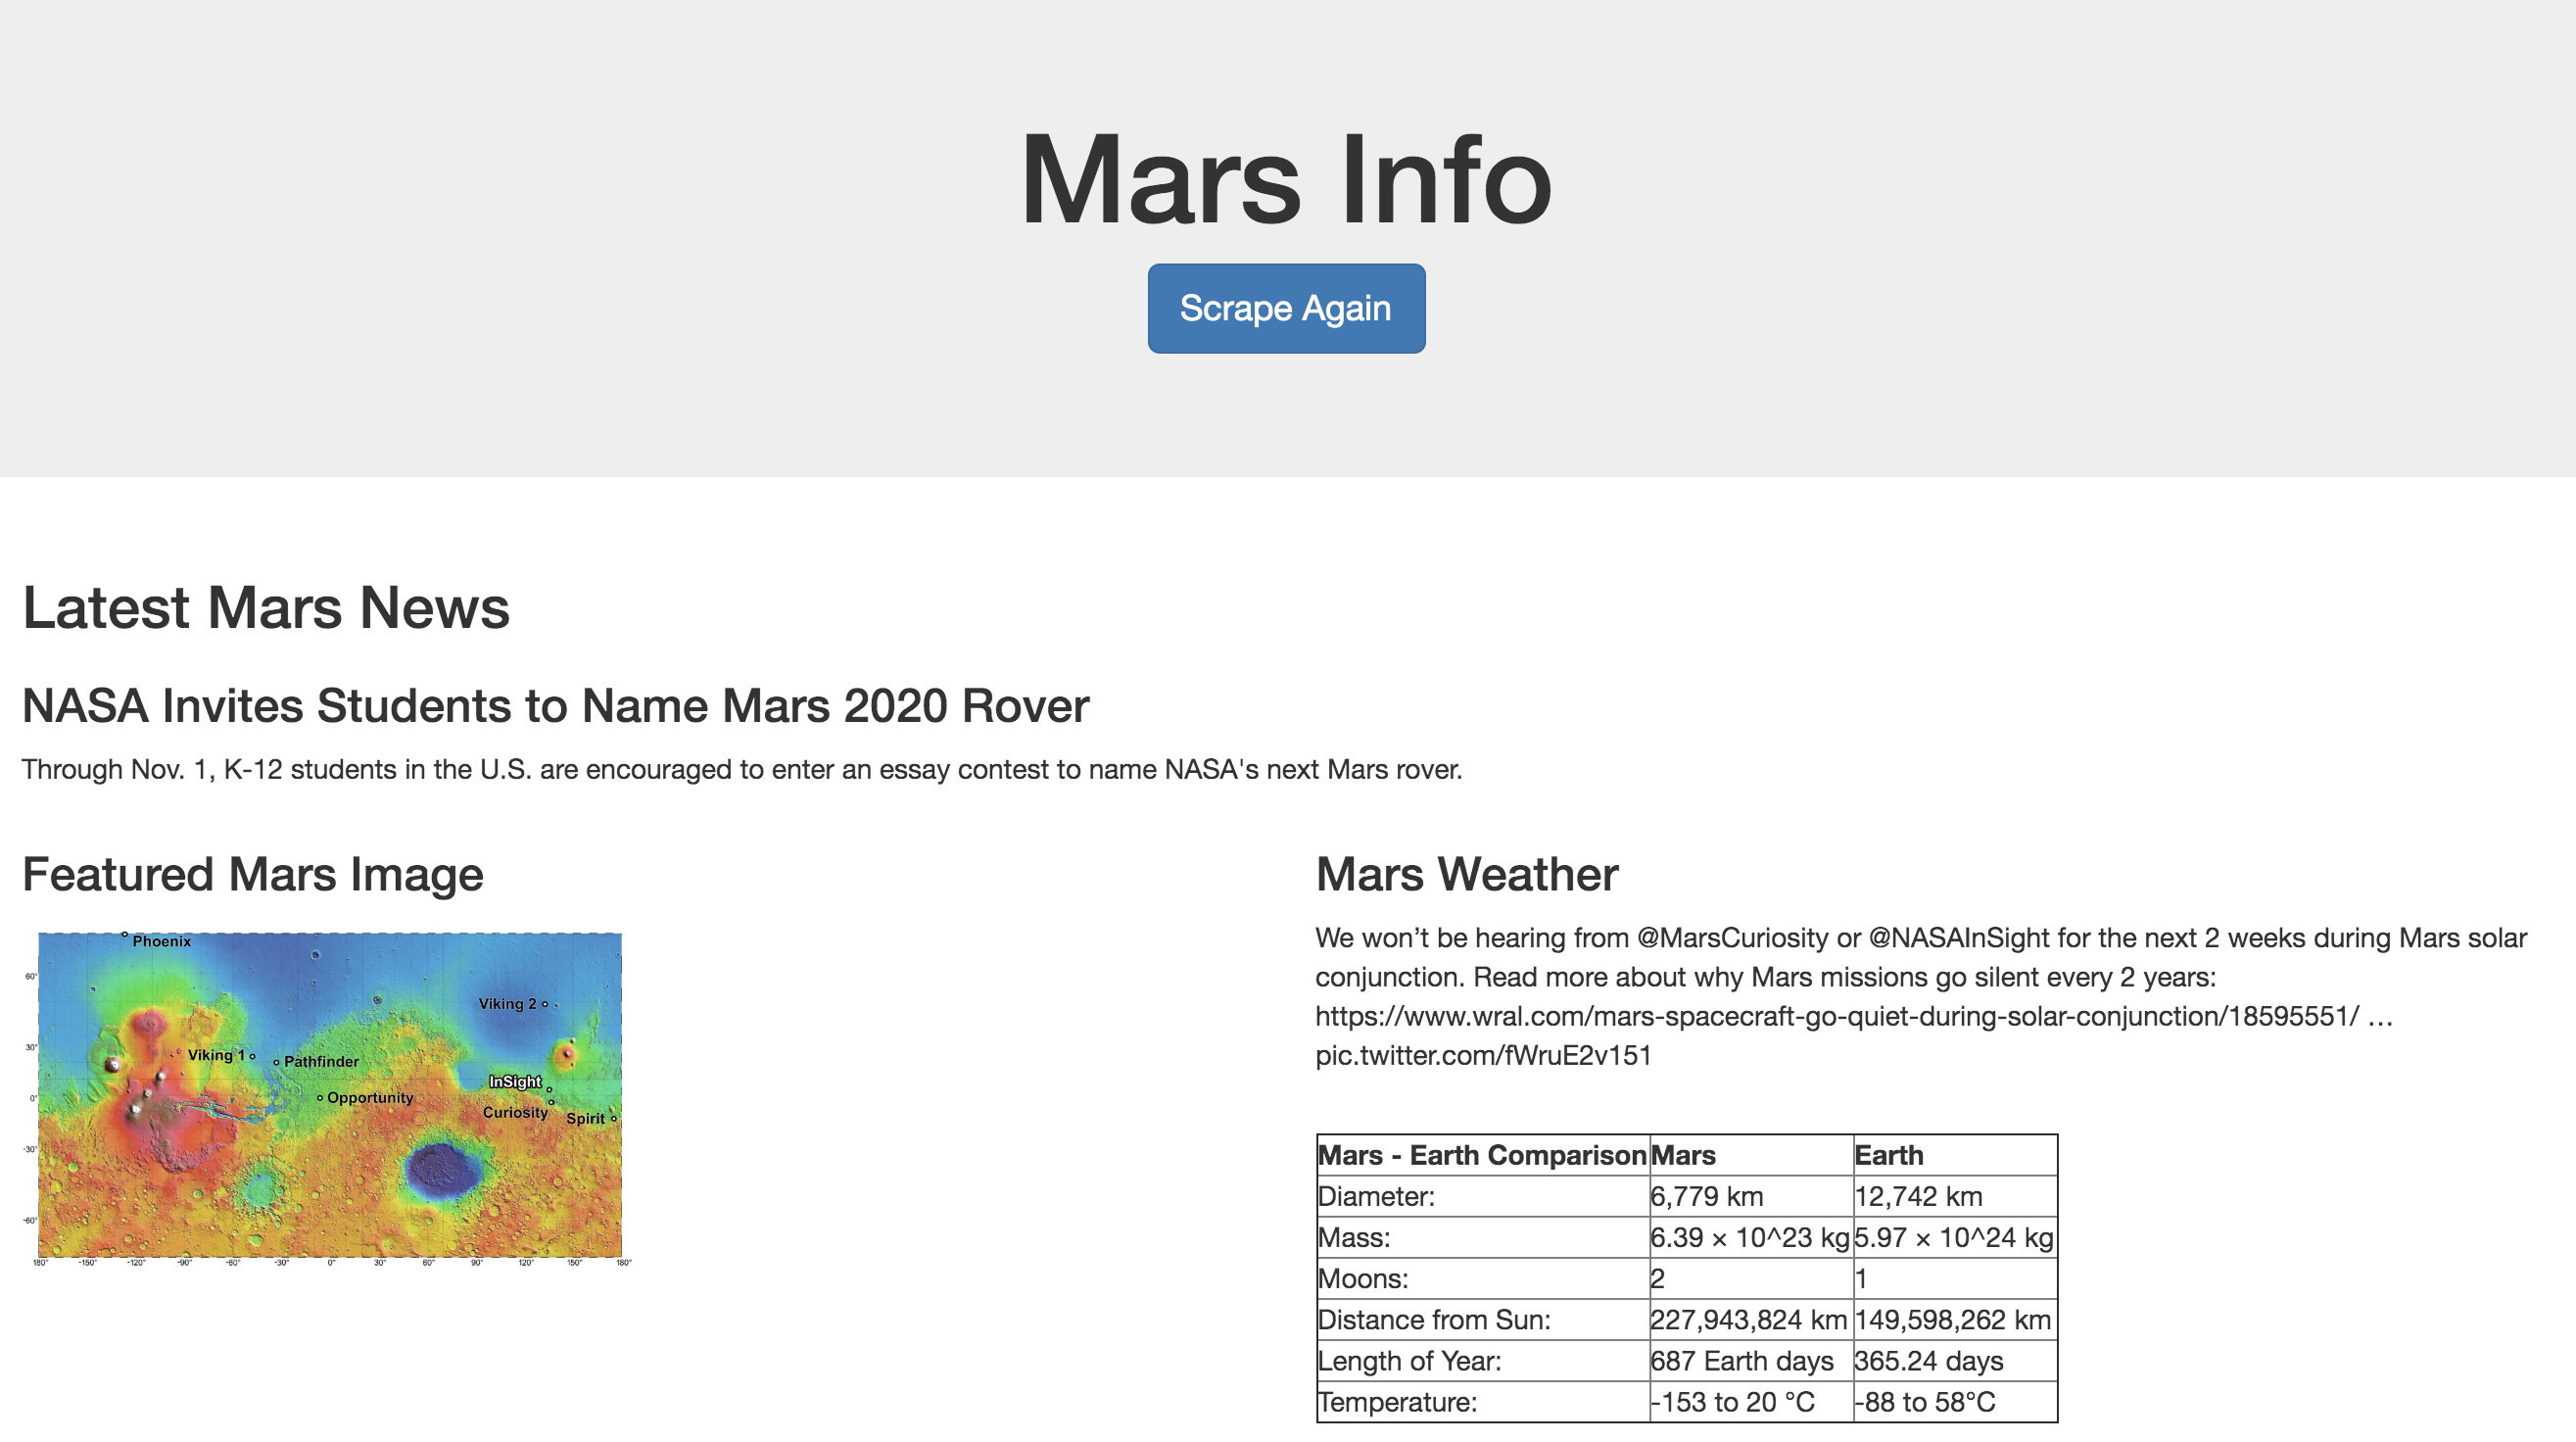 Mars Info
Scrape Again
Latest Mars News
NASA Invites Students to Name Mars 2020 Rover
Through Nov. 1, K-12 students in the U.S. are encouraged to enter an essay contest to name NASA's next Mars rover.
Featured Mars Image
Phoenix
60°
Viking 2
30°
Viking 1
Pathfinder
InSight
0°
Opportunity
Curiosity
Spirit
-30°
-60°
180° -150° -120° -90° -60° -30° 0° 30° 60° 90° 120° 150° 180°
Mars Weather
We won’t be hearing from @MarsCuriosity or @NASAInSight for the next 2 weeks during Mars solar
conjunction. Read more about why Mars missions go silent every 2 years:
https://www.wral.com/mars-spacecraft-go-quiet-during-solar-conjunction/18595551/ …
pic.twitter.com/fWruE2v151
Mars - Earth Comparison Mars Earth
Diameter: 6,779 km 12,742 km
Mass: 6.39 × 10^23 kg 5.97 × 10^24 kg
Moons: 2 1
Distance from Sun: 227,943,824 km 149,598,262 km
Length of Year: 687 Earth days 365.24 days
Temperature: -153 to 20 °C -88 to 58°C